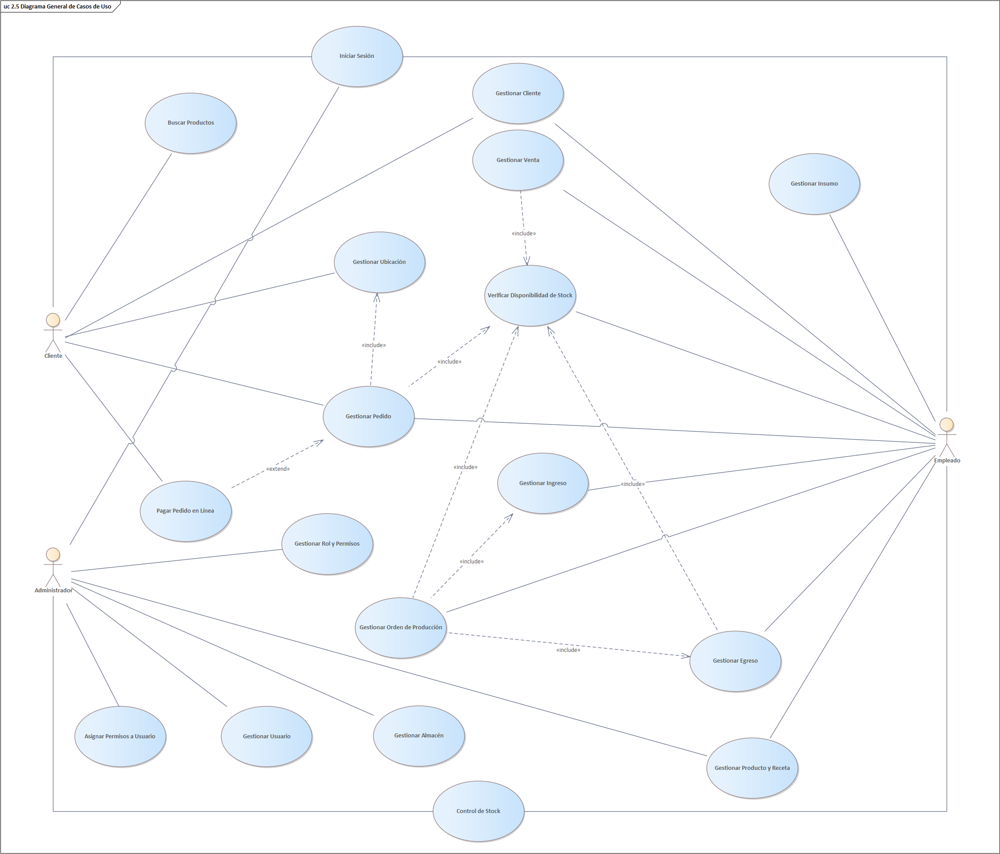 uc 2.5 Diagrama General de Casos de Uso
Iniciar Sesión
Gestionar Cliente
Buscar Productos
Gestionar Venta
Gestionar Insumo
«include»
Gestionar Ubicación
Verificar Disponibilidad de Stock
«include»
Cliente
«include»
Gestionar Pedido
Empleado
«include»
«extend»
Gestionar Ingreso
«include»
Pagar Pedido en Línea
Gestionar Rol y Permisos
«include»
Administrador
Gestionar Orden de Producción
«include»
Gestionar Egreso
Asignar Permisos a Usuario
Gestionar Usuario
Gestionar Almacén
Gestionar Producto y Receta
Control de Stock